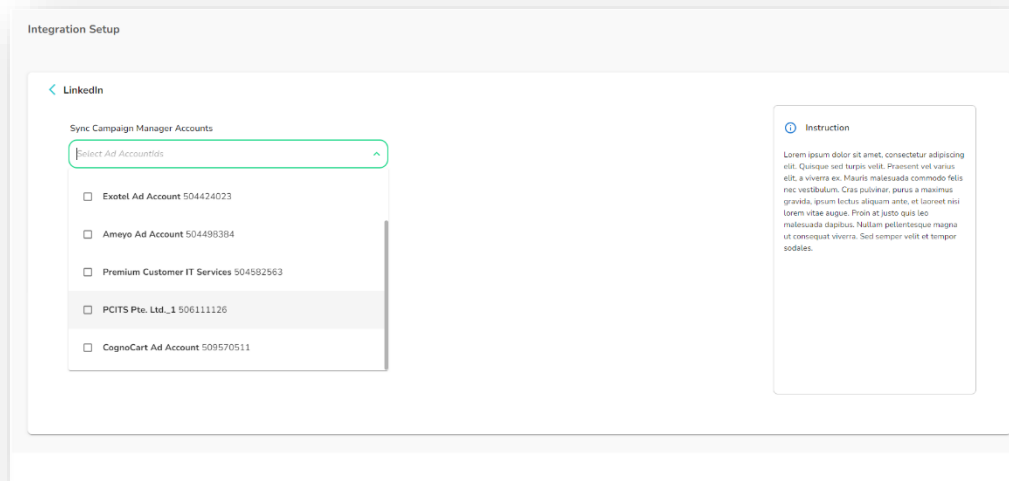 Integration Setup
LinkedIn
Sync Campaign Manager Accounts
Select Ad AccountIds
Exotel Ad Account 504424023
Ameyo Ad Account 504498384
Premium Customer IT Services 504582563
PCITS Pte. Ltd._1 506111126
CognoCart Ad Account 509570511
Instruction
Lorem ipsum dolor sit amet, consectetur adipiscing
elit. Quisque sed turpis velit. Praesent vel varius
elit, a viverra ex. Mauris malesuada commodo felis
nec vestibulum. Cras pulvinar, purus a maximus
gravida, ipsum lectus aliquam ante, et laoreet nisi
lorem vitae augue. Proin at justo quis leo
malesuada dapibus. Nullam pellentesque magna
ut consequat viverra. Sed semper velit et tempor
sodales.